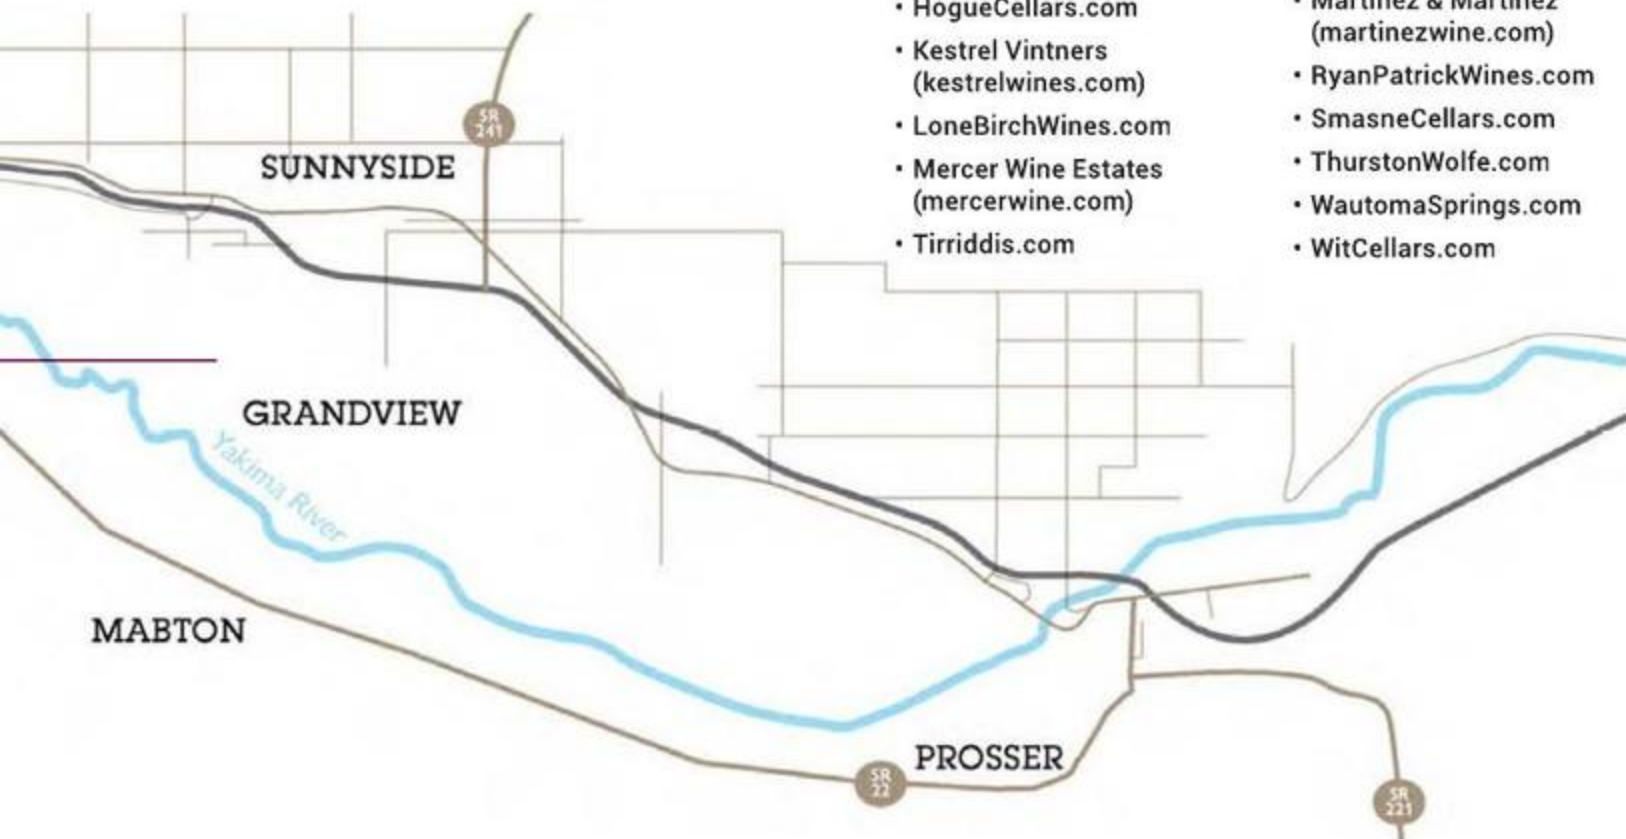 • HogueCellars.com
• Kestrel Vintners
(kestrelwines.com)
• LoneBirchWines.com
• Mercer Wine Estates
(mercerwine.com)
• Tirriddis.com
• Martinez & Martinez
(martinezwine.com)
• RyanPatrickWines.com
• SmasneCellars.com
• ThurstonWolfe.com
• WautomaSprings.com
• WitCellars.com
SR
241
SUNNYSIDE
GRANDVIEW
Yakima River
MABTON
PROSSER
SR
22
SR
221